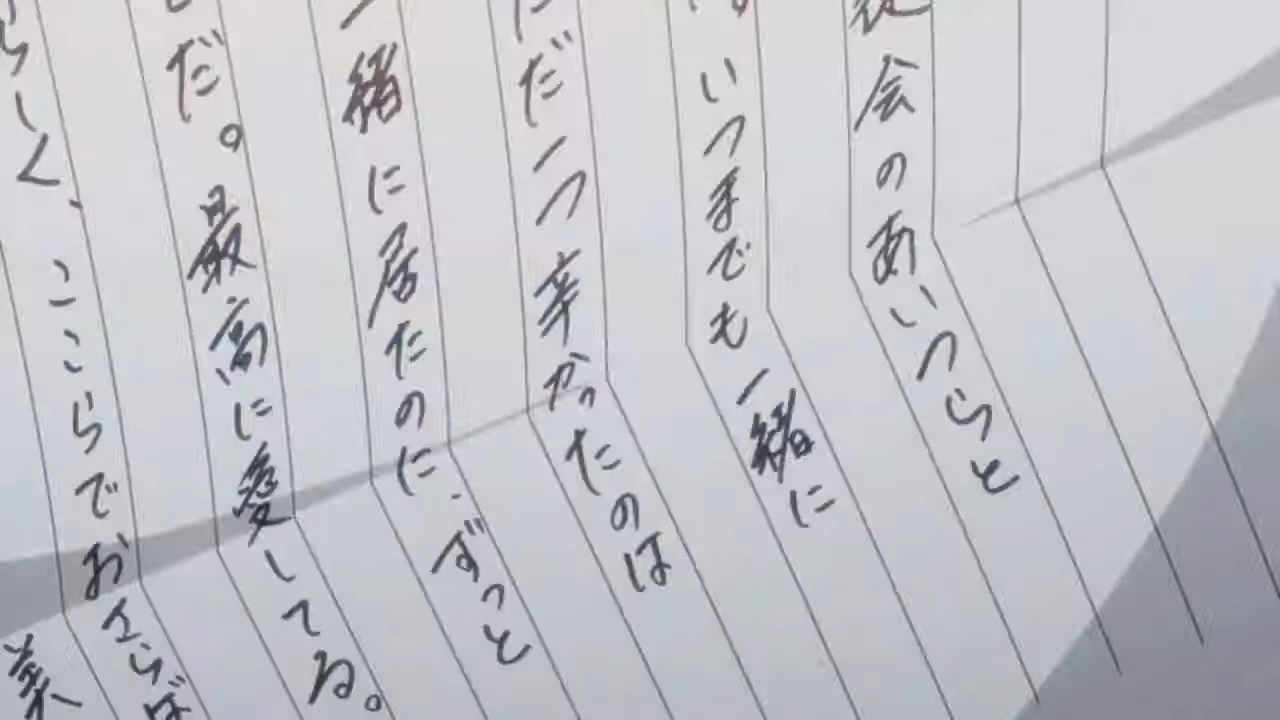 会のあいつらと
いつまでも一緒に
ただ一つ辛かったのは
一緒に居たのに、ずっと
だ。最高に愛してる。
らしく、ここらでおさらば
美